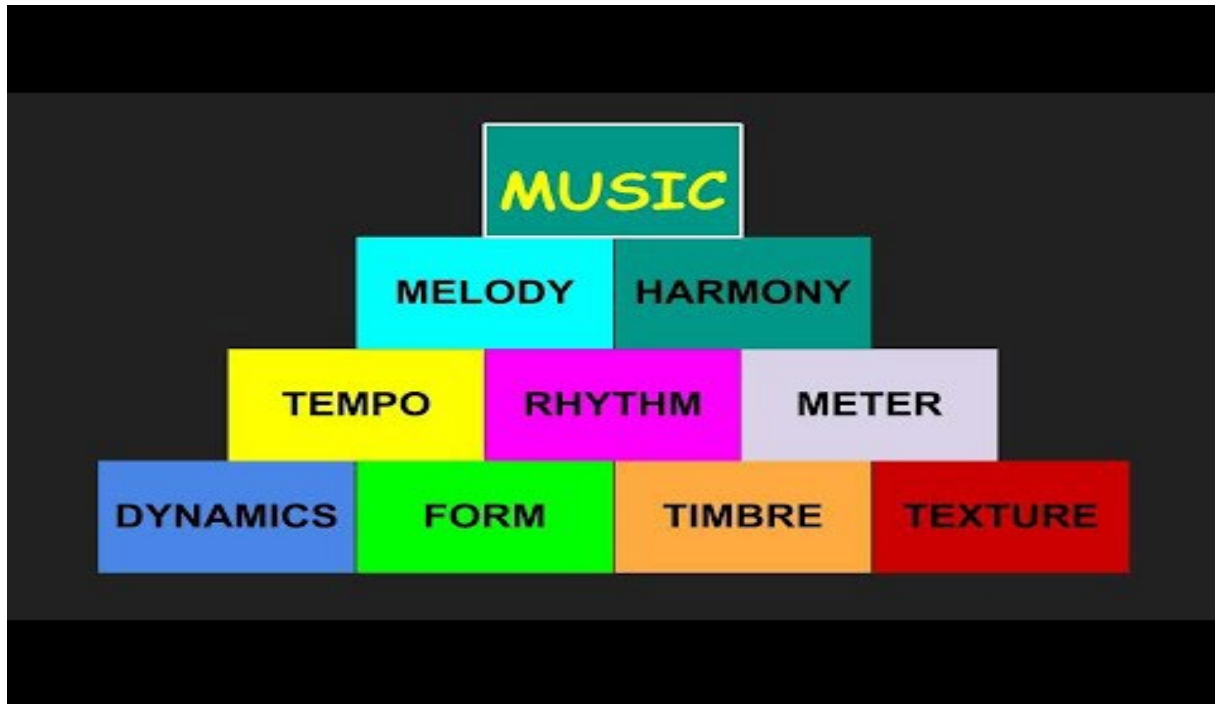 MUSIC
MELODY HARMONY
TEMPO RHYTHM METER
DYNAMICS FORM TIMBRE TEXTURE